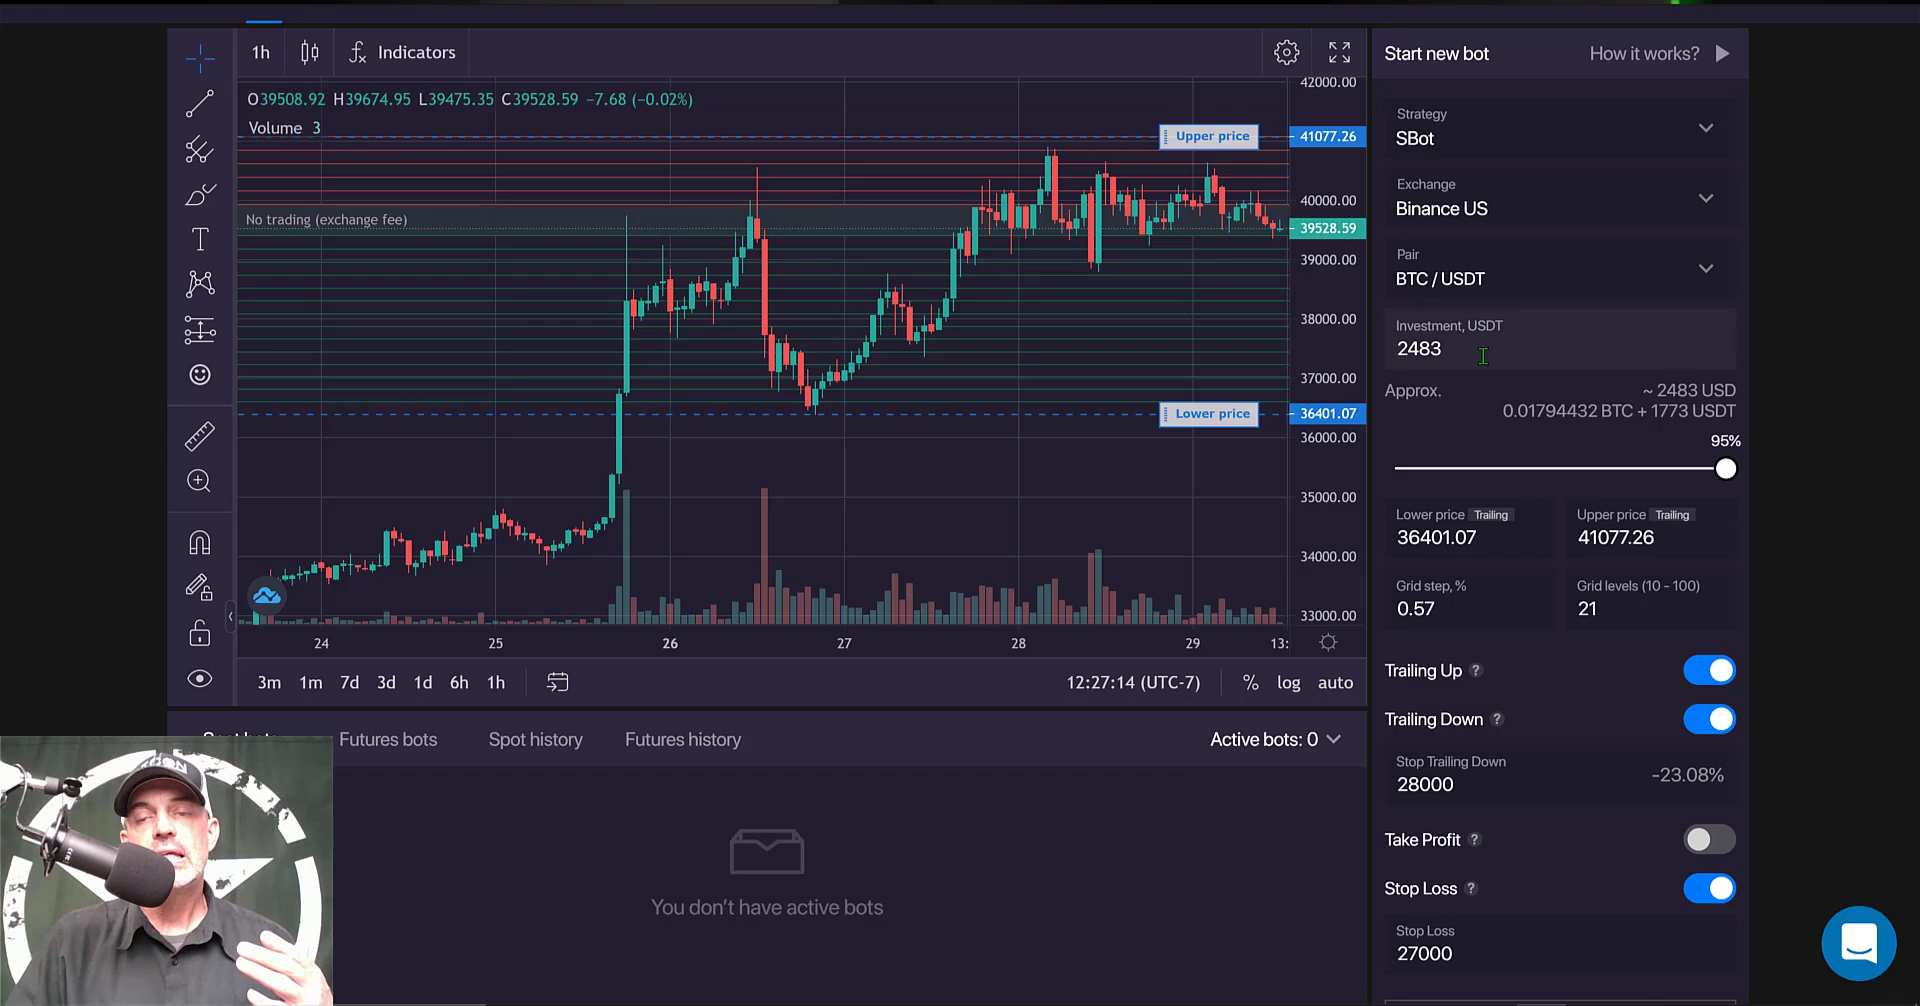 1h
Indicators
O39508.92 H39674.95 L39475.35 C39528.59 −7.68 (−0.02%)
Volume 3
Upper price
No trading (exchange fee)
Lower price
42000.00
41077.26
40000.00
39528.59
39000.00
38000.00
37000.00
36401.07
36000.00
35000.00
34000.00
33000.00
24 25 26 27 28 29 13:
3m 1m 7d 3d 1d 6h 1h
12:27:14 (UTC-7) % log auto
Futures bots Spot history Futures history
Active bots: 0
You don't have active bots
Start new bot
How it works?
Strategy
SBot
Exchange
Binance US
Pair
BTC / USDT
Investment, USDT
2483
Approx. ~ 2483 USD
0.01794432 BTC + 1773 USDT
95%
Lower price Trailing
36401.07
Upper price Trailing
41077.26
Grid step, %
0.57
Grid levels (10 - 100)
21
Trailing Up ?
Trailing Down ?
Stop Trailing Down
28000
-23.08%
Take Profit ?
Stop Loss ?
Stop Loss
27000